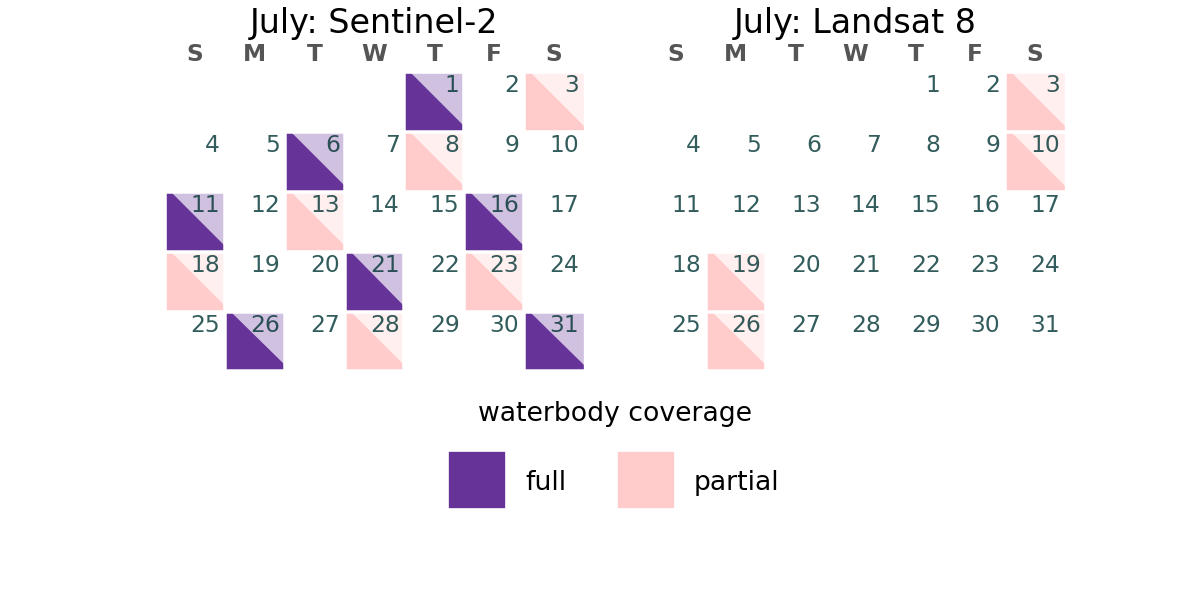 July: Sentinel-2
S M T W T F S
1 2 3
4 5 6 7 8 9 10
11 12 13 14 15 16 17
18 19 20 21 22 23 24
25 26 27 28 29 30 31
July: Landsat 8
S M T W T F S
1 2 3
4 5 6 7 8 9 10
11 12 13 14 15 16 17
18 19 20 21 22 23 24
25 26 27 28 29 30 31
waterbody coverage
full
partial